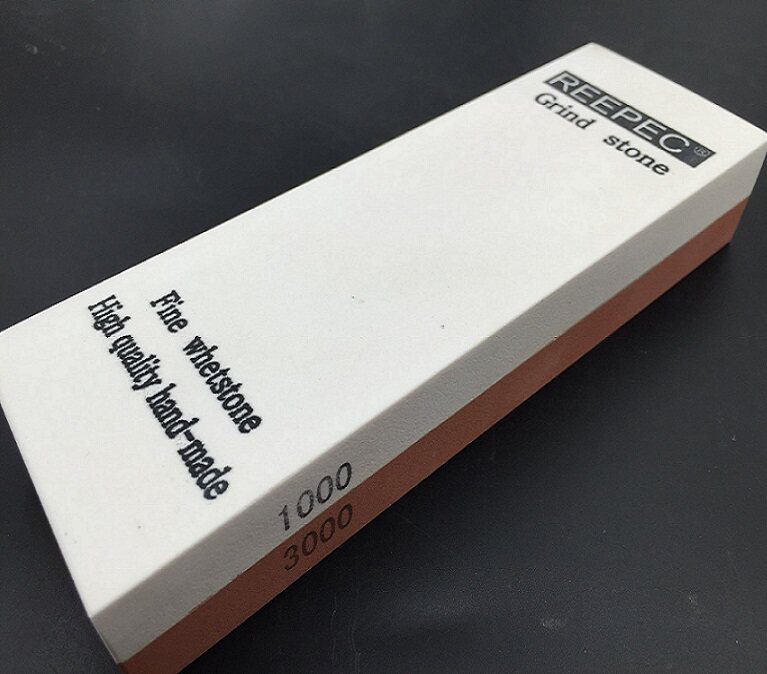 REEPEC®
Grind stone
Fine whetstone
High quality hand-made
1000
3000